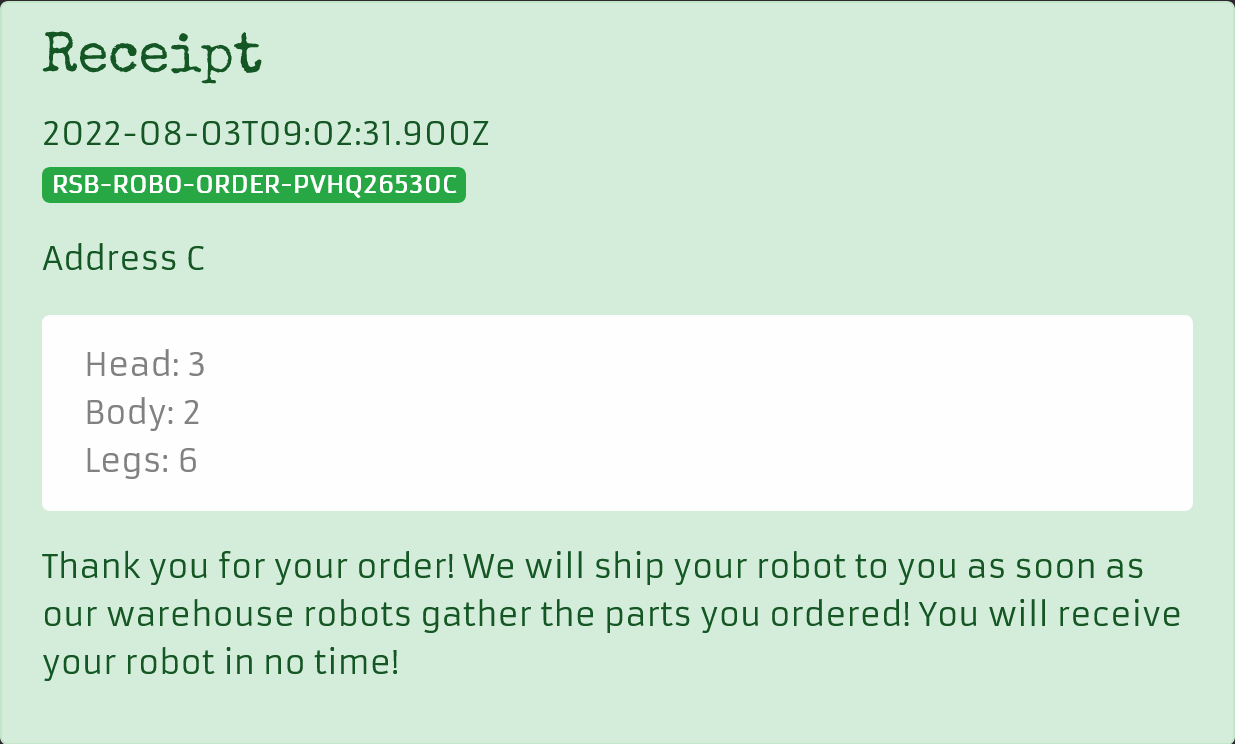 Receipt
2022-08-03T09:02:31.900Z
RSB-ROBO-ORDER-PVHQ26530C
Address C
Head: 3
Body: 2
Legs: 6
Thank you for your order! We will ship your robot to you as soon as
our warehouse robots gather the parts you ordered! You will receive
your robot in no time!